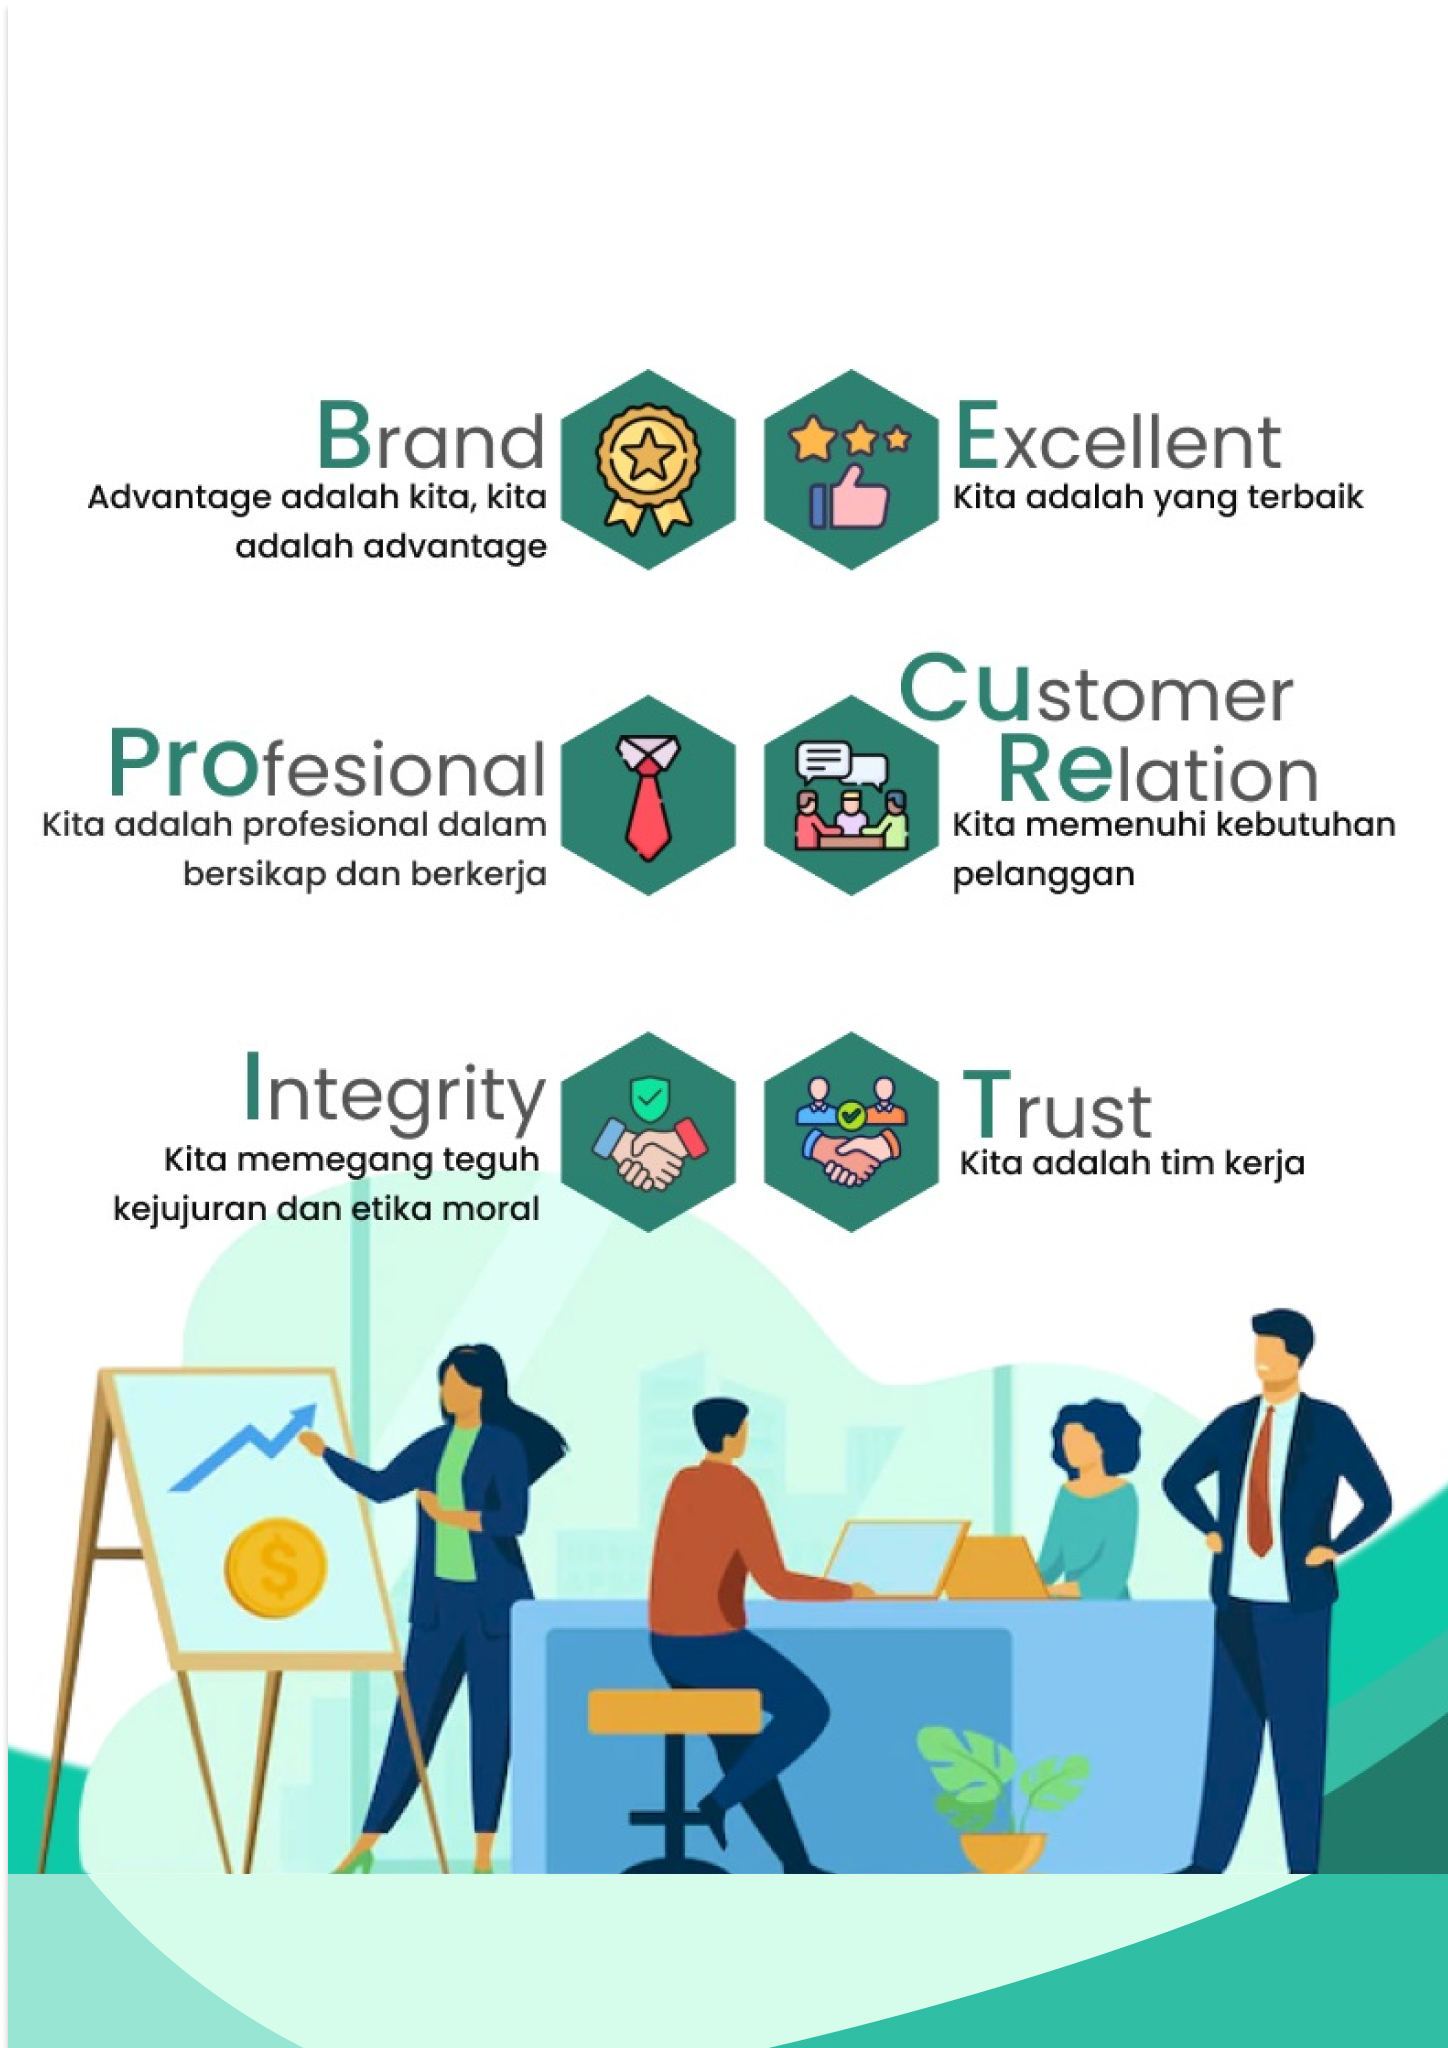 Brand
Advantage adalah kita, kita
adalah advantage
Excellent
Kita adalah yang terbaik
Profesional
Kita adalah profesional dalam
bersikap dan berkerja
Customer
Relation
Kita memenuhi kebutuhan
pelanggan
Integrity
Kita memegang teguh
kejujuran dan etika moral
Trust
Kita adalah tim kerja
$